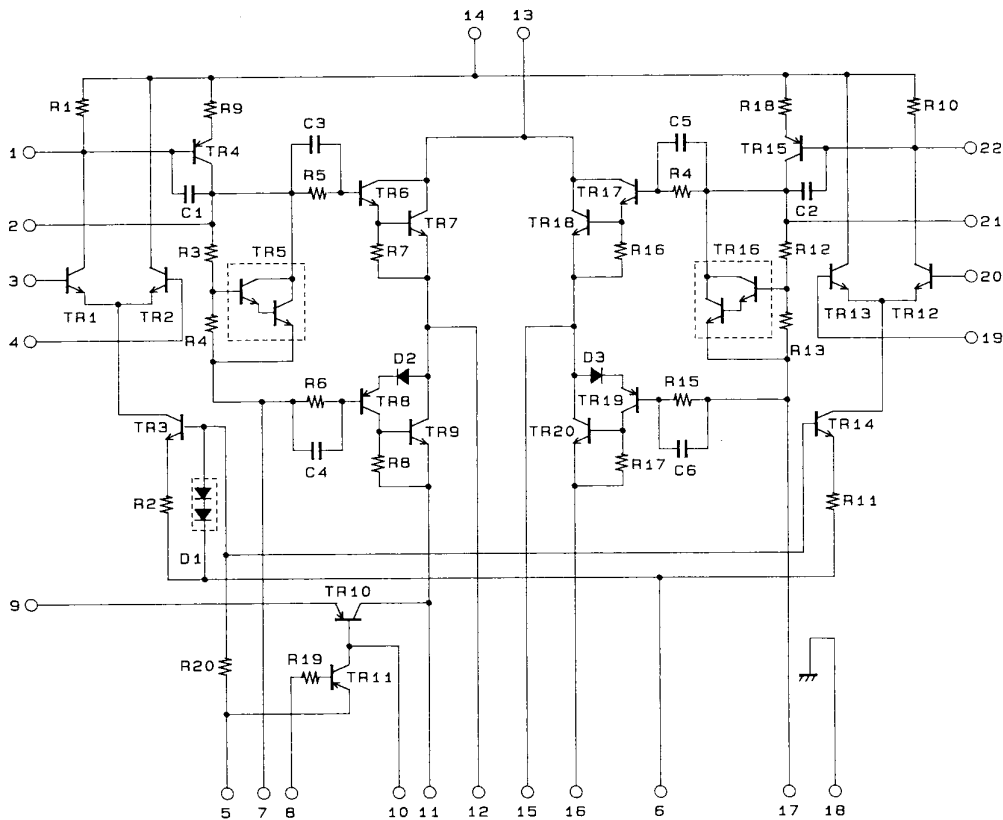 14 13
R1 R9 R18 R10
C3 C5
1 TR4 TR15 22
R5 TR6 TR17 R4
C1 C2
2 TR7 TR18 21
R3 TR5 R7 R16 TR16 R12
3 20
TR1 TR2 TR13 TR12
R4 R13
4 19
D2 D3
R6 R15
TR8 TR19
TR3 TR9 TR20 TR14
C4 R8 R17 C6
R2 R11
D1
TR10
9
R20 R19 TR11
5 7 8 10 11 12 15 16 6 17 18